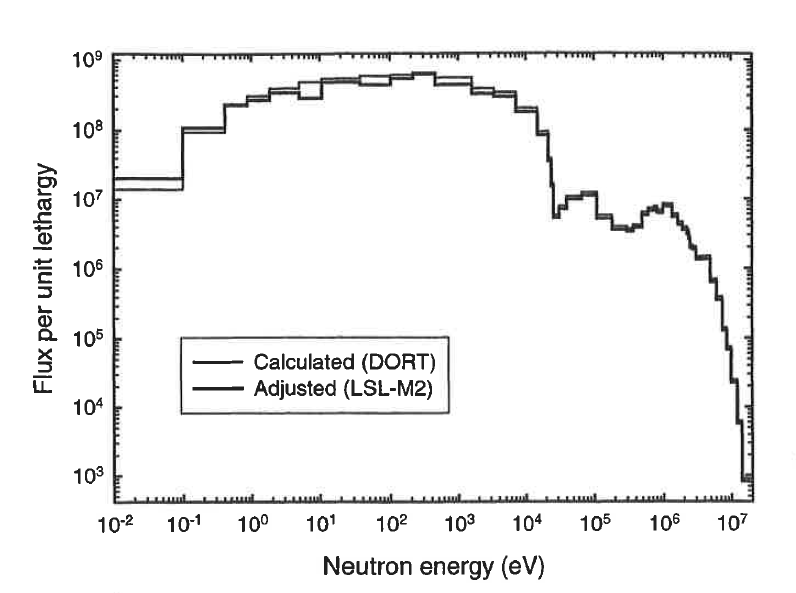 10⁹
10⁸
10⁷
10⁶
10⁵
10⁴
10³
Flux per unit lethargy
Calculated (DORT)
Adjusted (LSL-M2)
10⁻² 10⁻¹ 10⁰ 10¹ 10² 10³ 10⁴ 10⁵ 10⁶ 10⁷
Neutron energy (eV)